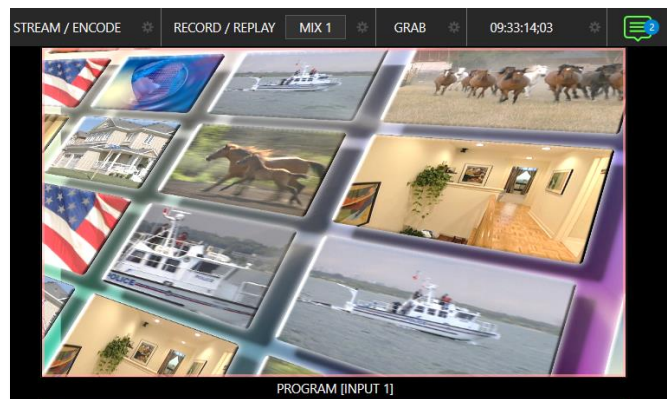 STREAM / ENCODE RECORD / REPLAY MIX 1 GRAB 09:33:14;03 2
POLICE
PROGRAM [INPUT 1]